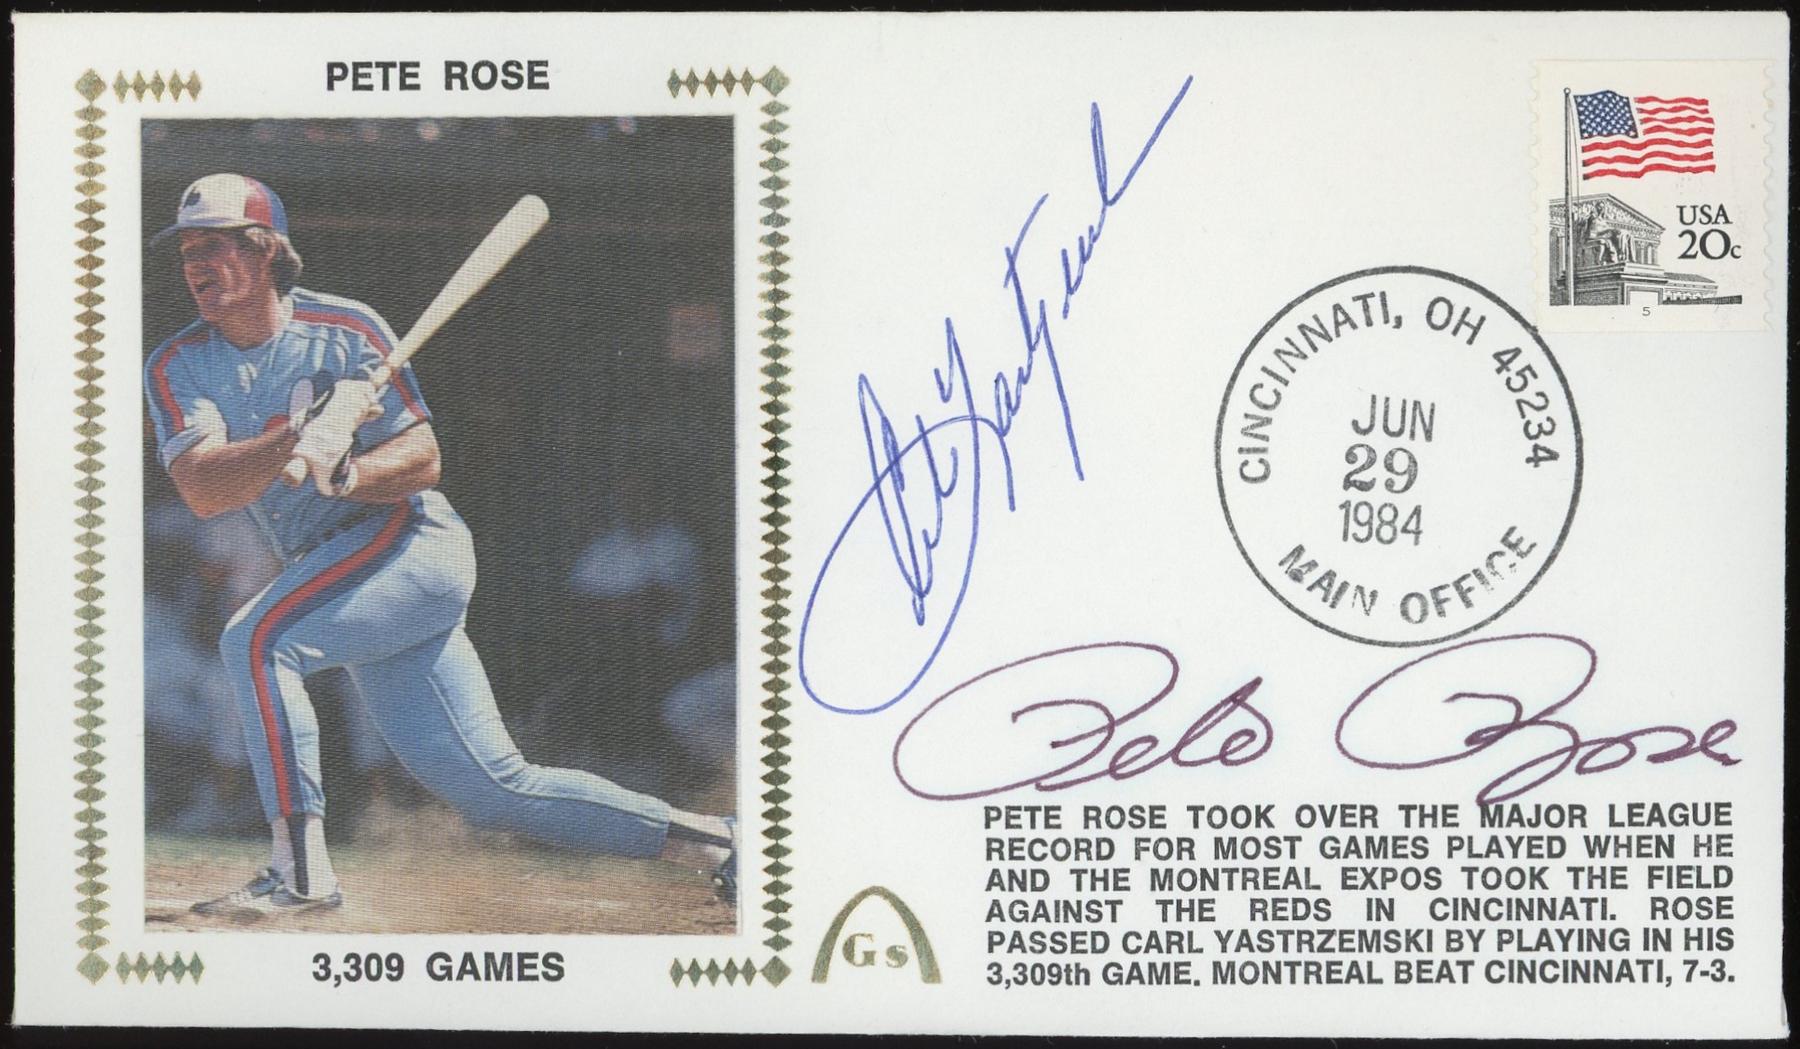 PETE ROSE
3,309 GAMES
USA
20c
5
CINCINNATI, OH 45234
JUN
29
1984
MAIN OFFICE
Pete Rose
PETE ROSE TOOK OVER THE MAJOR LEAGUE
RECORD FOR MOST GAMES PLAYED WHEN HE
AND THE MONTREAL EXPOS TOOK THE FIELD
AGAINST THE REDS IN CINCINNATI. ROSE
PASSED CARL YASTRZEMSKI BY PLAYING IN HIS
3,309th GAME. MONTREAL BEAT CINCINNATI, 7-3.
Gs